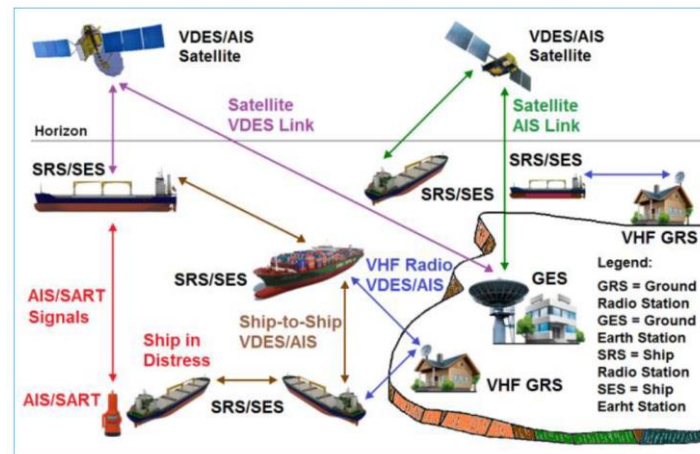 VDES/AIS
Satellite
VDES/AIS
Satellite
Satellite
VDES Link
Satellite
AIS Link
Horizon
SRS/SES
SRS/SES
SRS/SES
VHF GRS
SRS/SES
VHF Radio
VDES/AIS
GES
Legend:
GRS = Ground
Radio Station
GES = Ground
Earth Station
SRS = Ship
Radio Station
SES = Ship
Earht Station
AIS/SART
Signals
Ship in
Distress
Ship-to-Ship
VDES/AIS
VHF GRS
AIS/SART
SRS/SES